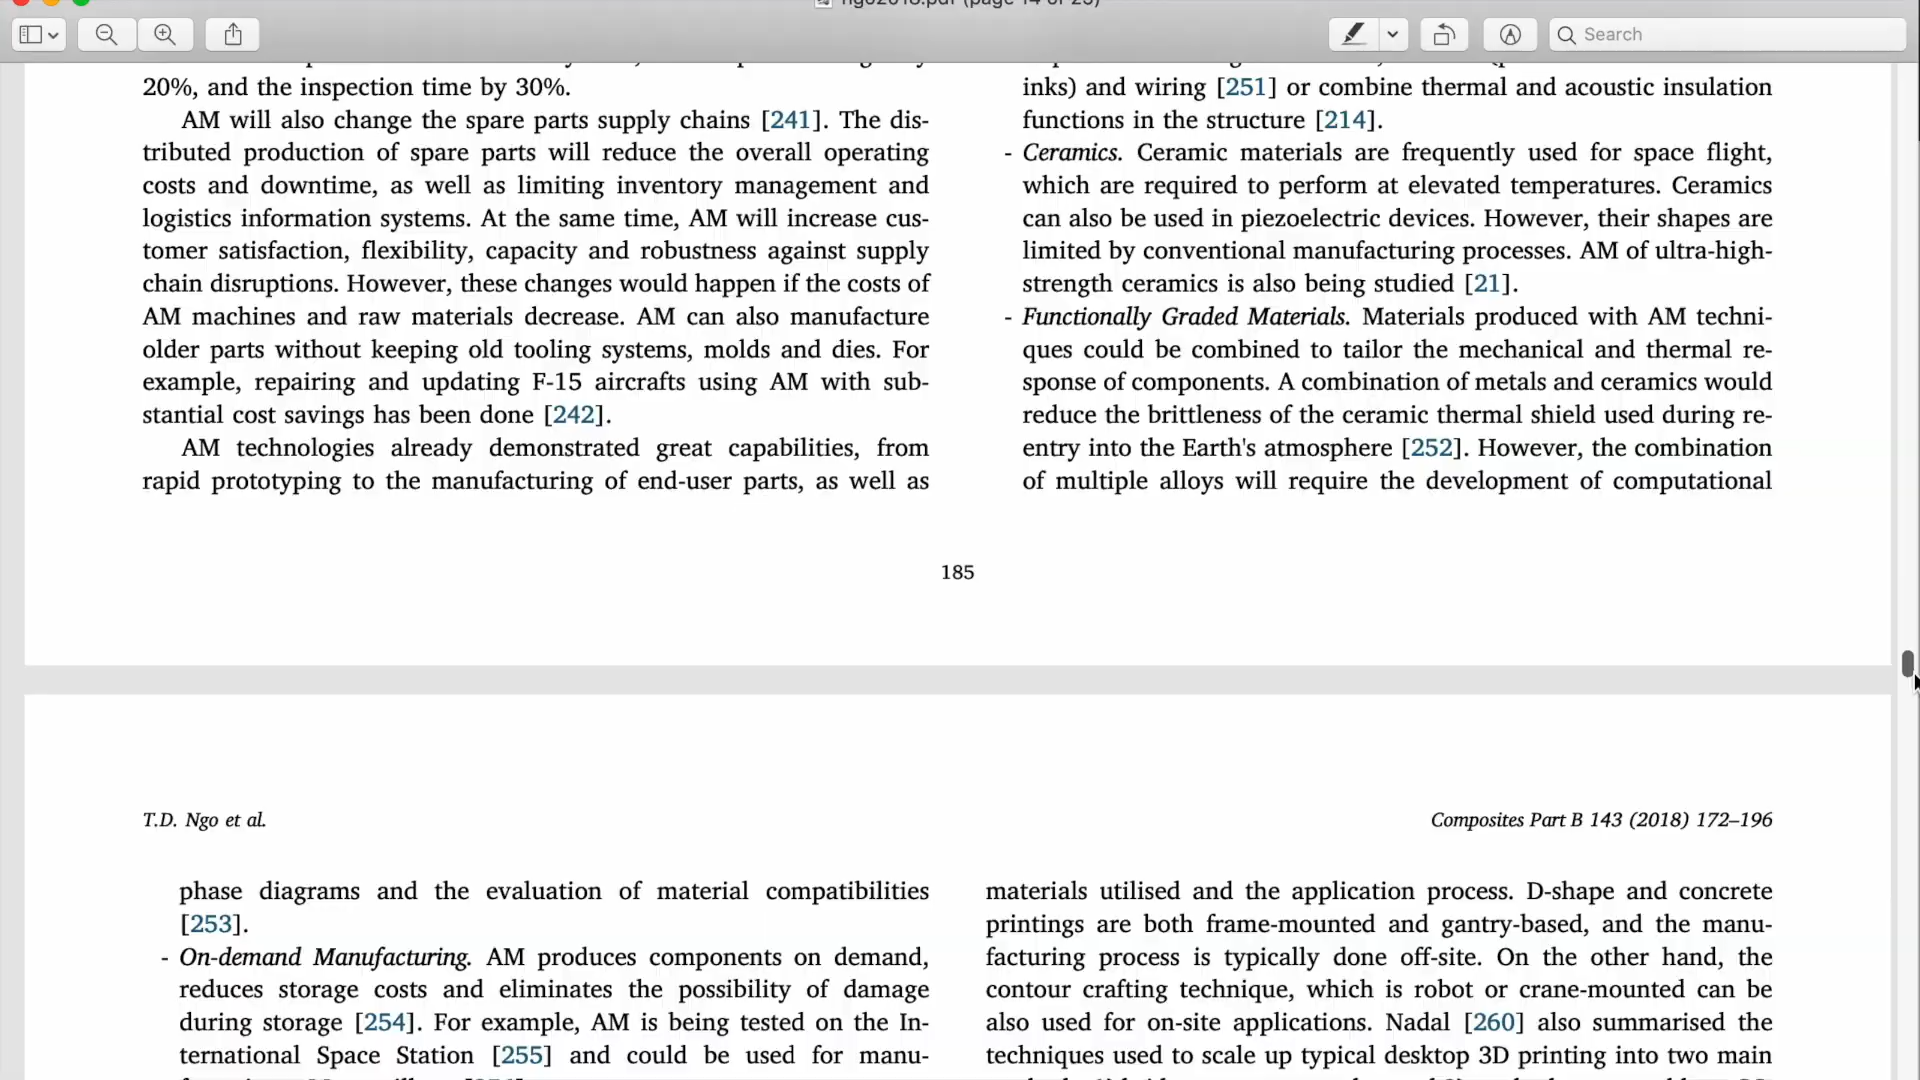 Search
20%, and the inspection time by 30%.
AM will also change the spare parts supply chains [241]. The dis-
tributed production of spare parts will reduce the overall operating
costs and downtime, as well as limiting inventory management and
logistics information systems. At the same time, AM will increase cus-
tomer satisfaction, flexibility, capacity and robustness against supply
chain disruptions. However, these changes would happen if the costs of
AM machines and raw materials decrease. AM can also manufacture
older parts without keeping old tooling systems, molds and dies. For
example, repairing and updating F-15 aircrafts using AM with sub-
stantial cost savings has been done [242].
AM technologies already demonstrated great capabilities, from
rapid prototyping to the manufacturing of end-user parts, as well as
inks) and wiring [251] or combine thermal and acoustic insulation
functions in the structure [214].
- Ceramics. Ceramic materials are frequently used for space flight,
which are required to perform at elevated temperatures. Ceramics
can also be used in piezoelectric devices. However, their shapes are
limited by conventional manufacturing processes. AM of ultra-high-
strength ceramics is also being studied [21].
- Functionally Graded Materials. Materials produced with AM techni-
ques could be combined to tailor the mechanical and thermal re-
sponse of components. A combination of metals and ceramics would
reduce the brittleness of the ceramic thermal shield used during re-
entry into the Earth's atmosphere [252]. However, the combination
of multiple alloys will require the development of computational
185
T.D. Ngo et al.
Composites Part B 143 (2018) 172–196
phase diagrams and the evaluation of material compatibilities
[253].
- On-demand Manufacturing. AM produces components on demand,
reduces storage costs and eliminates the possibility of damage
during storage [254]. For example, AM is being tested on the In-
ternational Space Station [255] and could be used for manu-
materials utilised and the application process. D-shape and concrete
printings are both frame-mounted and gantry-based, and the manu-
facturing process is typically done off-site. On the other hand, the
contour crafting technique, which is robot or crane-mounted can be
also used for on-site applications. Nadal [260] also summarised the
techniques used to scale up typical desktop 3D printing into two main